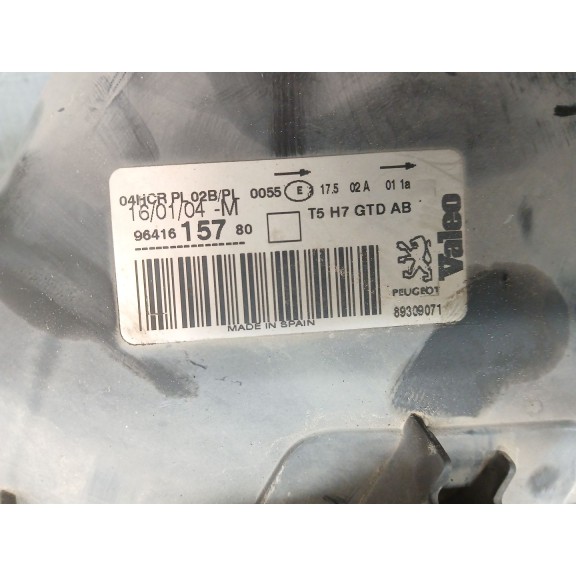 04HCR PL 02B/PL 0055 E 17.5 02 A 01 1a
16/01/04 -M
T5 H7 GTD AB
96416 157 80
Valeo
PEUGEOT
89309071
MADE IN SPAIN